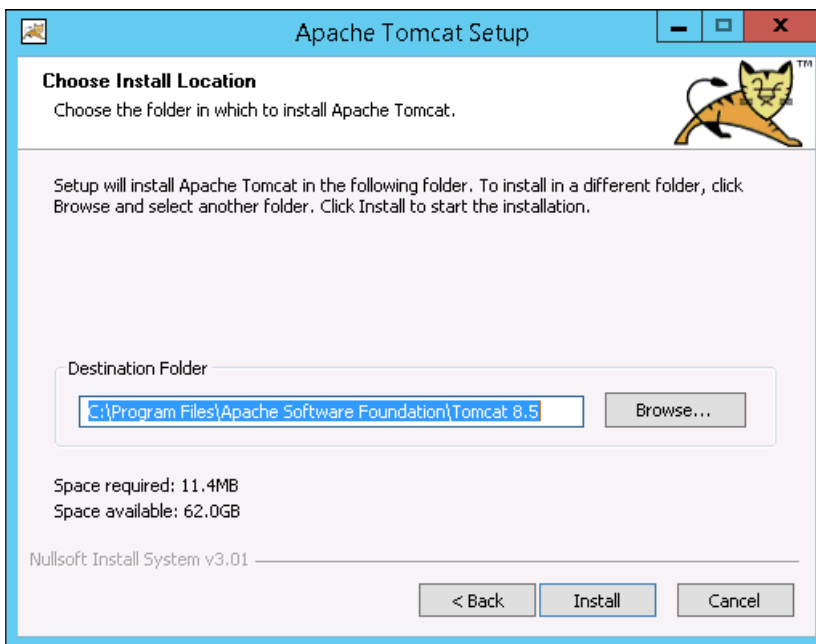 Apache Tomcat Setup
Choose Install Location
Choose the folder in which to install Apache Tomcat.
TM
Setup will install Apache Tomcat in the following folder. To install in a different folder, click
Browse and select another folder. Click Install to start the installation.
Destination Folder
C:\Program Files\Apache Software Foundation\Tomcat 8.5
Browse...
Space required: 11.4MB
Space available: 62.0GB
Nullsoft Install System v3.01
< Back
Install
Cancel